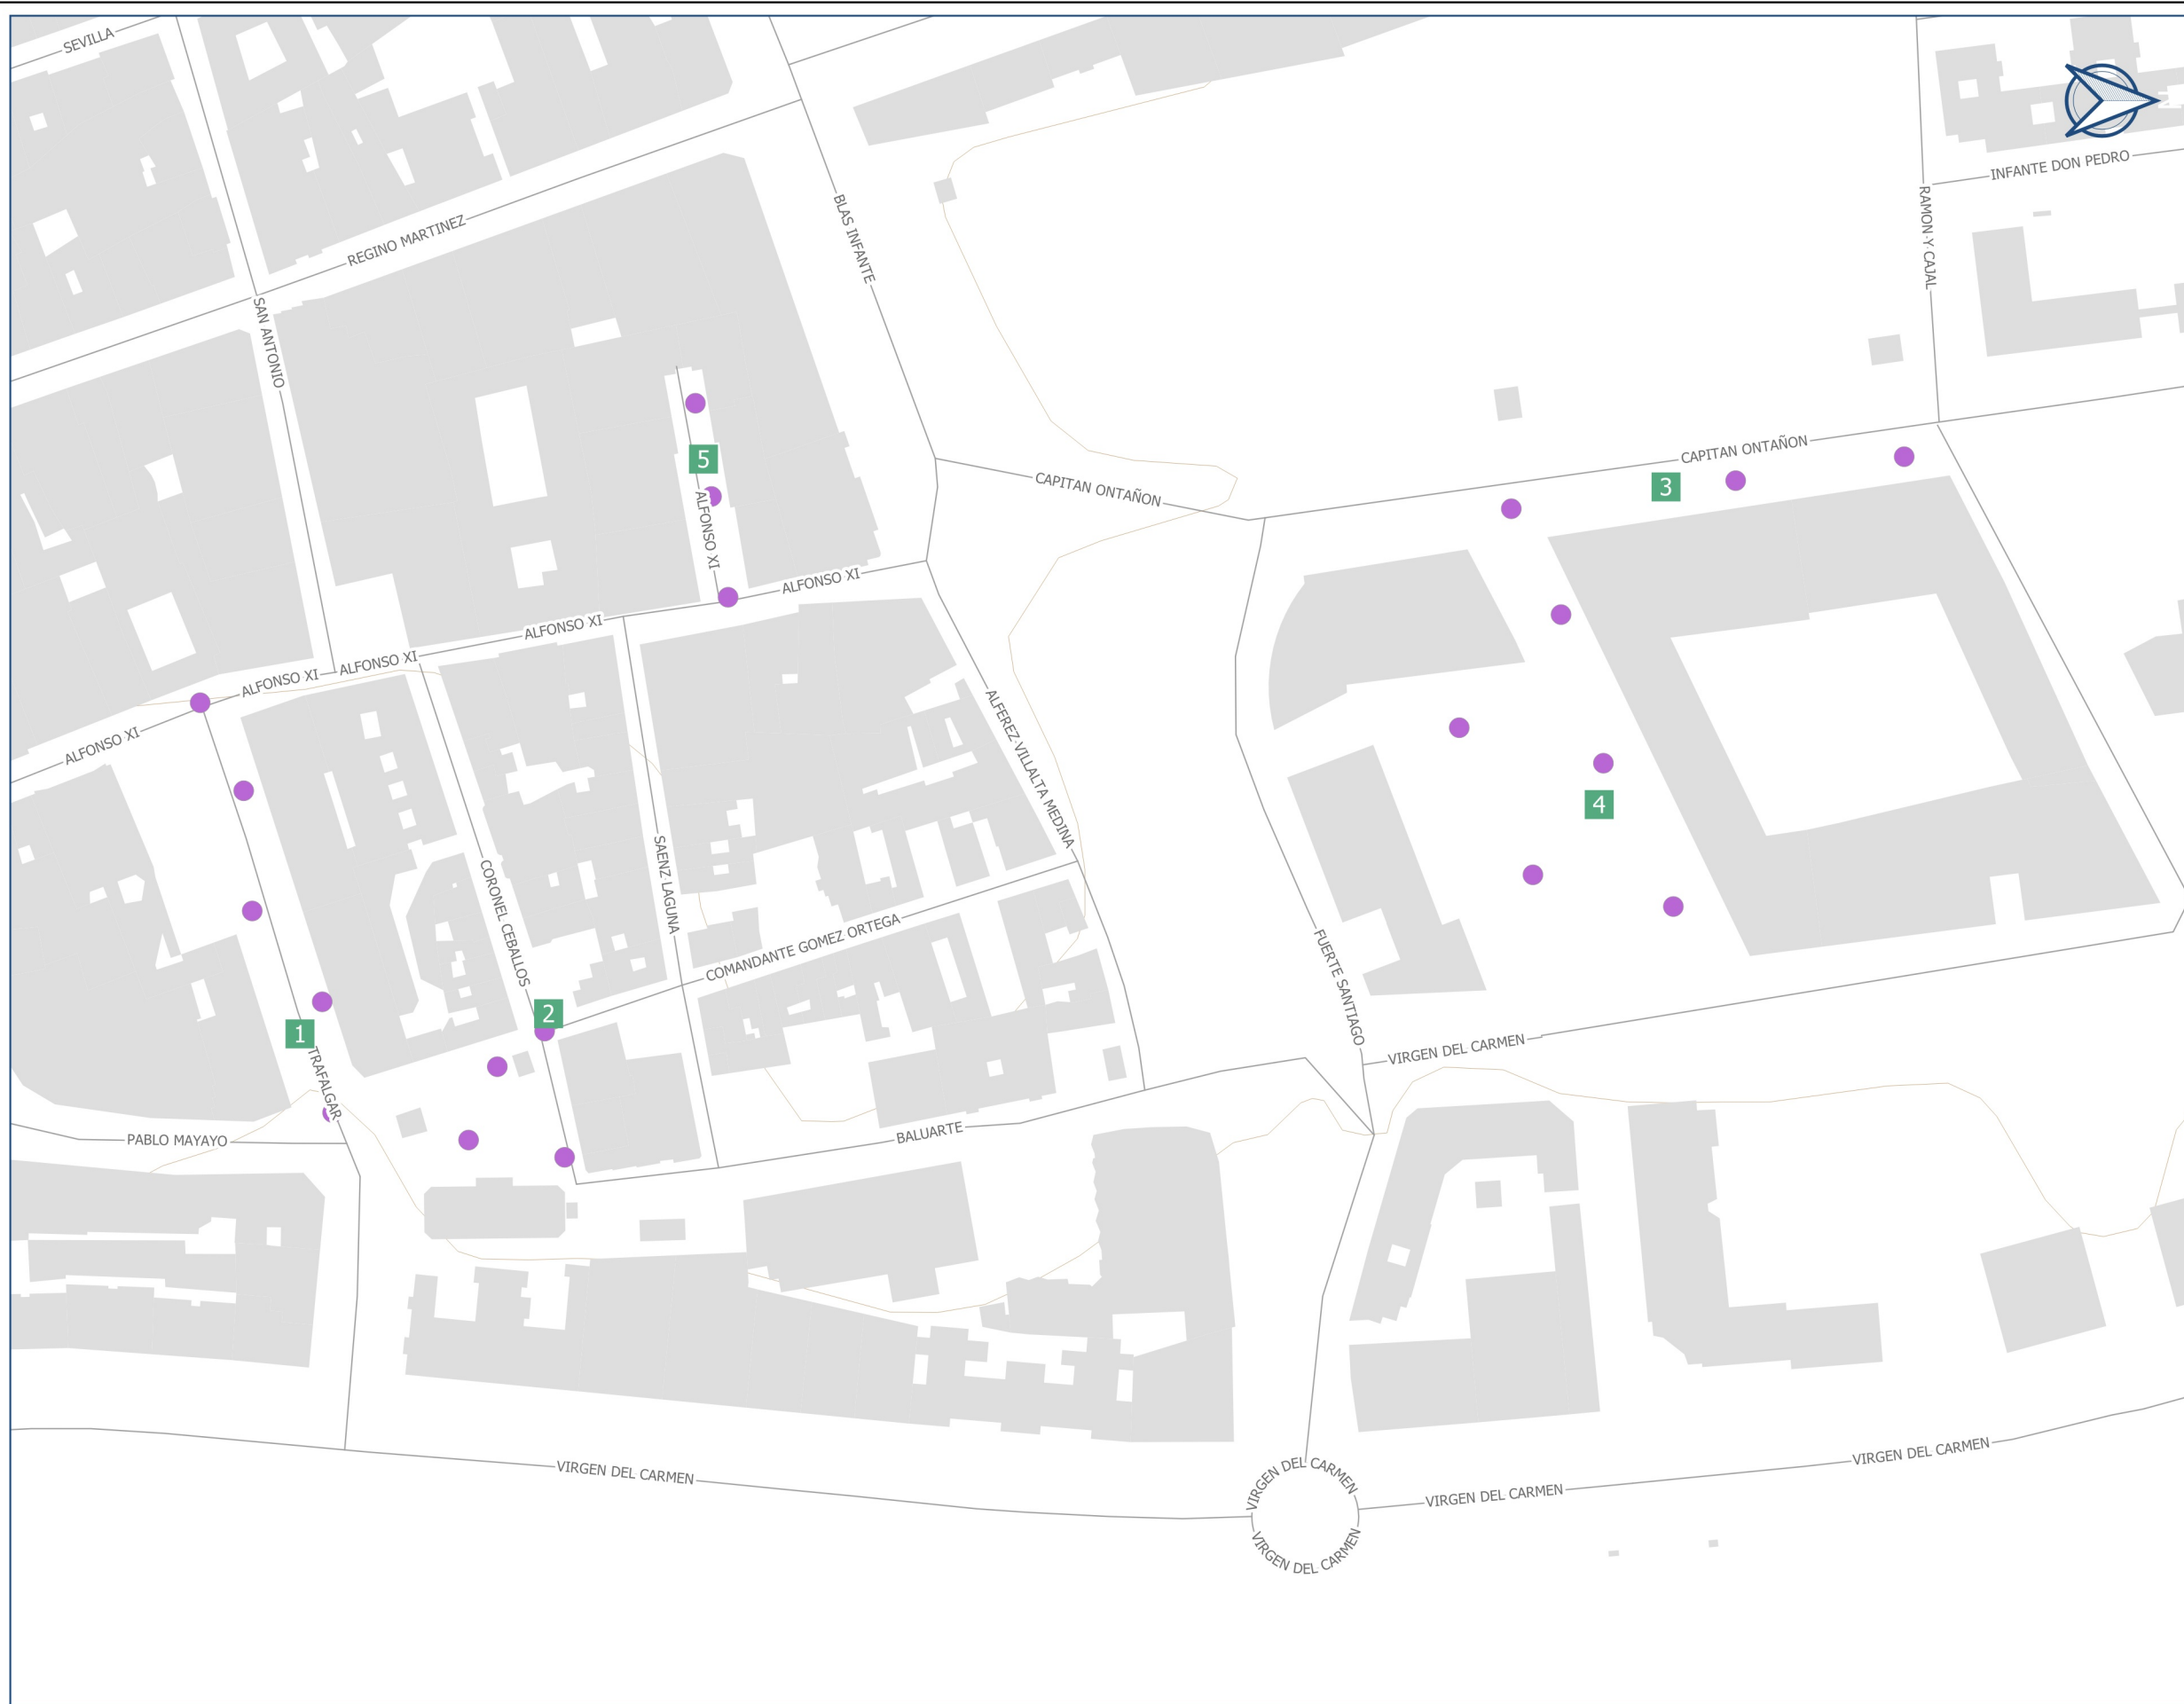 SEVILLA
INFANTE DON PEDRO
REGINO MARTINEZ
BLAS INFANTE
RAMON Y CAJAL
SAN ANTONIO
CAPITAN ONTAÑON
5
CAPITAN ONTAÑON
3
ALFONSO XI
ALFONSO XI
ALFONSO XI
ALFONSO XI
ALFONSO XI
ALFONSO XI
ALFEREZ VILLALTA MEDINA
4
SAENZ LAGUNA
CORONEL CEBALLOS
COMANDANTE GOMEZ ORTEGA
FUERTE SANTIAGO
2
1
TRAFALGAR
VIRGEN DEL CARMEN
PABLO MAYAYO
BALUARTE
VIRGEN DEL CARMEN
VIRGEN DEL CARMEN
VIRGEN DEL CARMEN
VIRGEN DEL CARMEN
VIRGEN DEL CARMEN